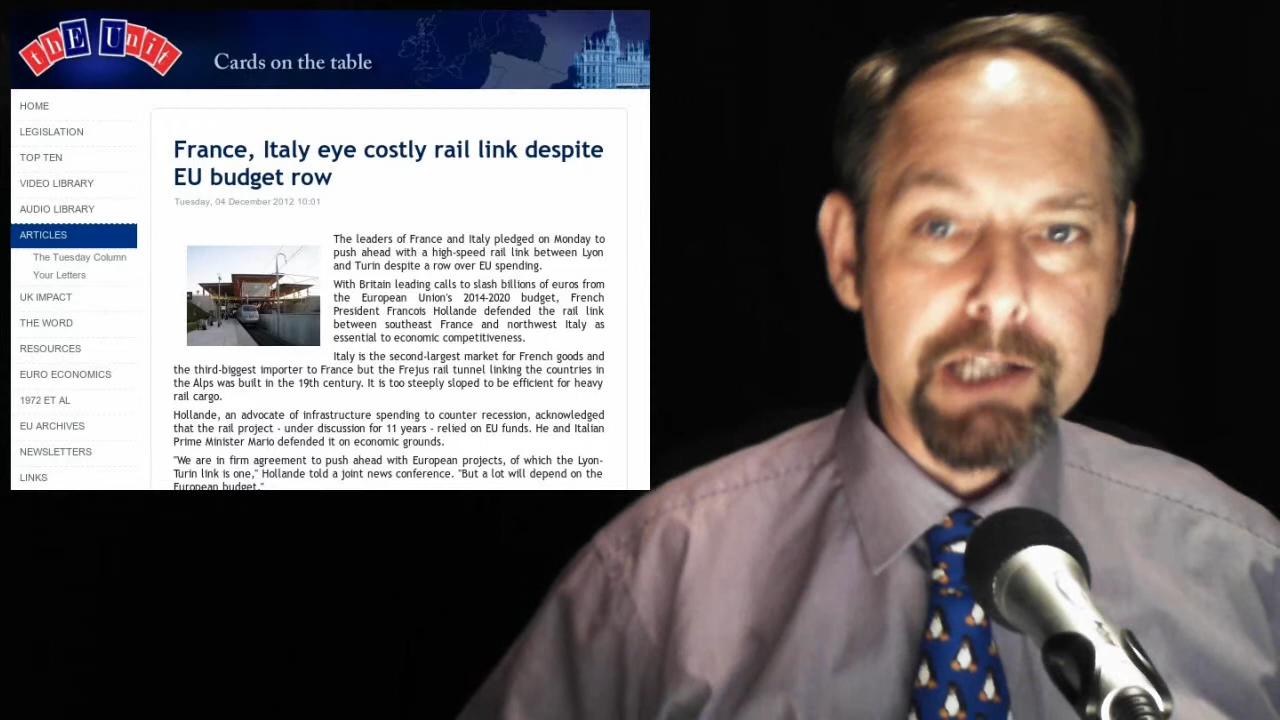 thE Unit
Cards on the table
HOME
LEGISLATION
TOP TEN
VIDEO LIBRARY
AUDIO LIBRARY
ARTICLES
The Tuesday Column
Your Letters
UK IMPACT
THE WORD
RESOURCES
EURO ECONOMICS
1972 ET AL
EU ARCHIVES
NEWSLETTERS
LINKS
France, Italy eye costly rail link despite
EU budget row
Tuesday, 04 December 2012 10:01
The leaders of France and Italy pledged on Monday to
push ahead with a high-speed rail link between Lyon
and Turin despite a row over EU spending.
With Britain leading calls to slash billions of euros from
the European Union's 2014-2020 budget, French
President Francois Hollande defended the rail link
between southeast France and northwest Italy as
essential to economic competitiveness.
Italy is the second-largest market for French goods and
the third-biggest importer to France but the Frejus rail tunnel linking the countries in
the Alps was built in the 19th century. It is too steeply sloped to be efficient for heavy
rail cargo.
Hollande, an advocate of infrastructure spending to counter recession, acknowledged
that the rail project - under discussion for 11 years - relied on EU funds. He and Italian
Prime Minister Mario defended it on economic grounds.
"We are in firm agreement to push ahead with European projects, of which the Lyon-
Turin link is one," Hollande told a joint news conference. "But a lot will depend on the
European budget."